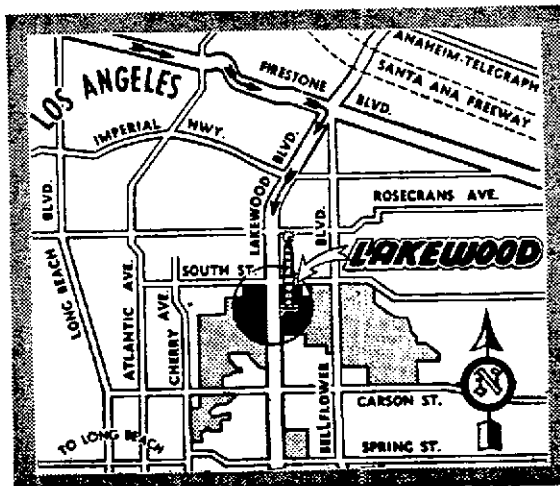 LOS ANGELES
FIRESTONE BLVD.
ANAHEIM-TELEGRAPH
SANTA ANA FREEWAY
IMPERIAL HWY.
LAKEWOOD BLVD.
ROSECRANS AVE.
LONG BEACH BLVD.
ATLANTIC AVE.
CHERRY AVE.
SOUTH ST.
BELLFLOWER BLVD.
LAKEWOOD
CARSON ST.
TO LONG BEACH
SPRING ST.